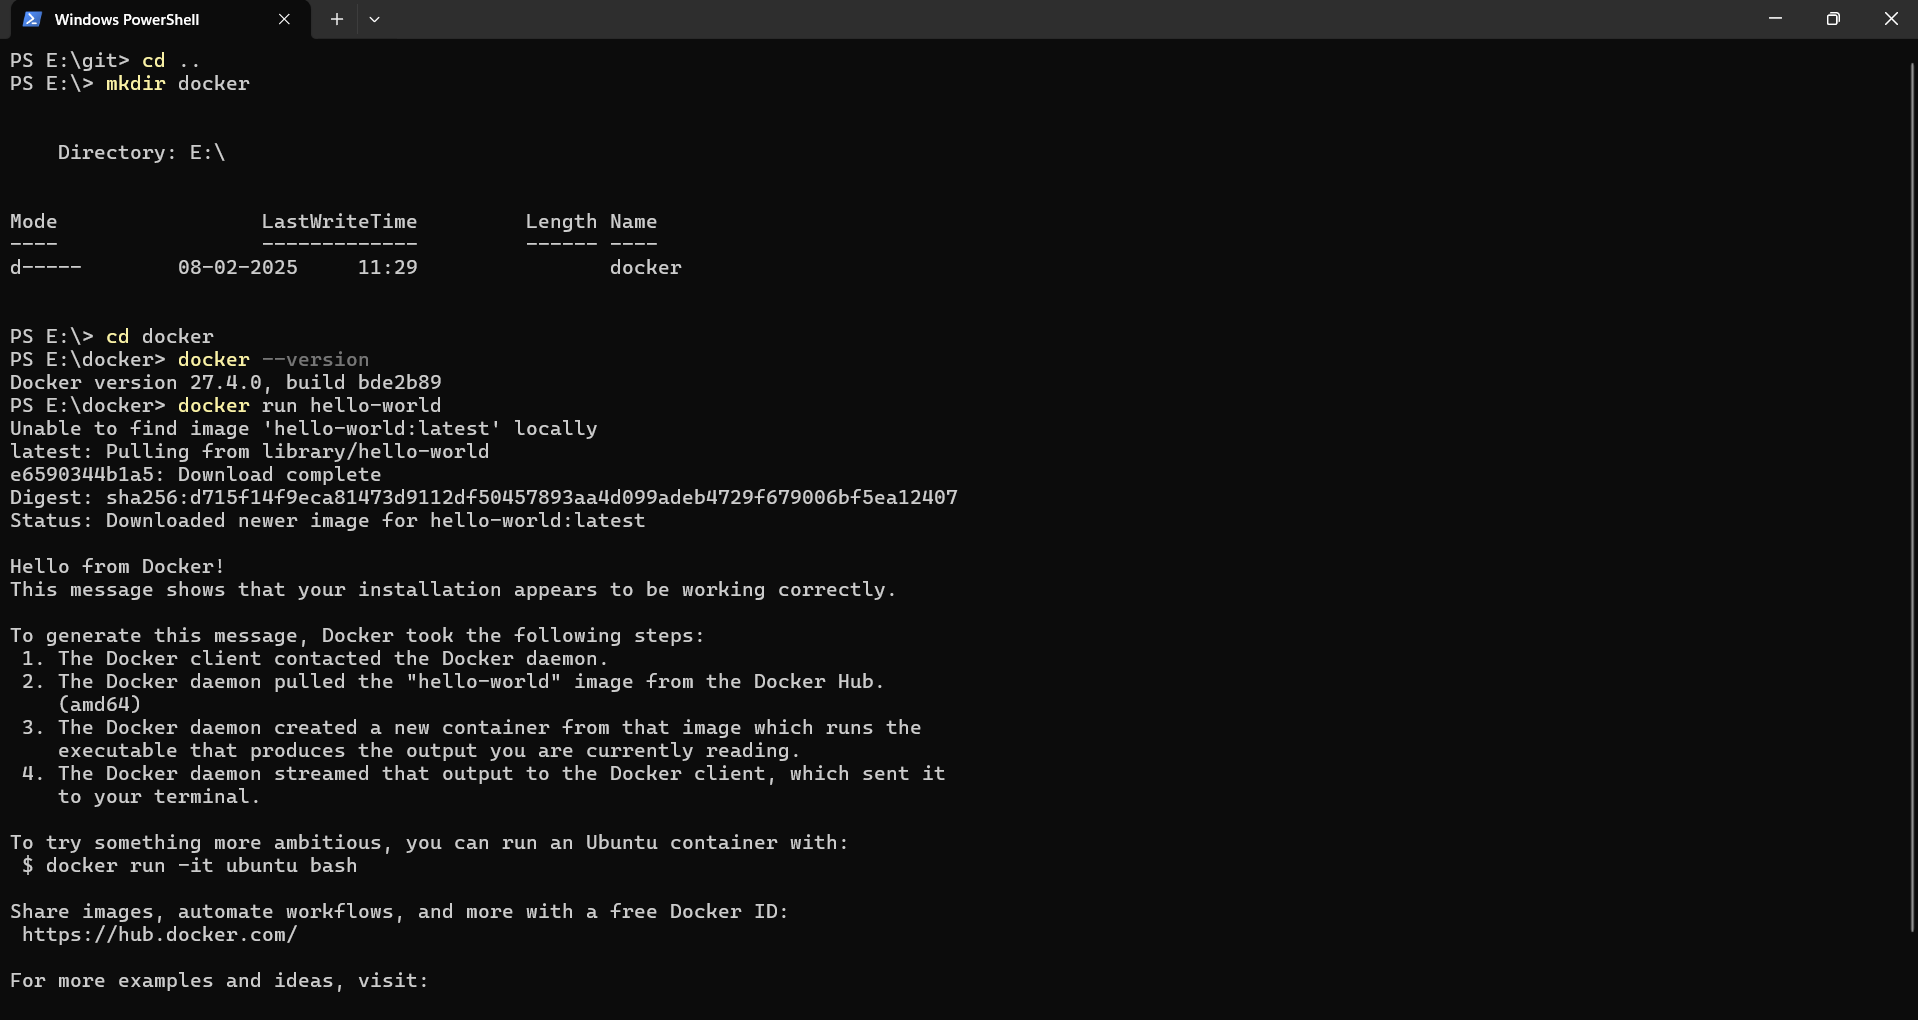 Windows PowerShell
PS E:\git> cd ..
PS E:\> mkdir docker
Directory: E:\
Mode LastWriteTime Length Name
---- ------------- ------ ----
d----- 08-02-2025 11:29 docker
PS E:\> cd docker
PS E:\docker> docker --version
Docker version 27.4.0, build bde2b89
PS E:\docker> docker run hello-world
Unable to find image 'hello-world:latest' locally
latest: Pulling from library/hello-world
e6590344b1a5: Download complete
Digest: sha256:d715f14f9eca81473d9112df50457893aa4d099adeb4729f679006bf5ea12407
Status: Downloaded newer image for hello-world:latest
Hello from Docker!
This message shows that your installation appears to be working correctly.
To generate this message, Docker took the following steps:
1. The Docker client contacted the Docker daemon.
2. The Docker daemon pulled the "hello-world" image from the Docker Hub.
(amd64)
3. The Docker daemon created a new container from that image which runs the
executable that produces the output you are currently reading.
4. The Docker daemon streamed that output to the Docker client, which sent it
to your terminal.
To try something more ambitious, you can run an Ubuntu container with:
$ docker run -it ubuntu bash
Share images, automate workflows, and more with a free Docker ID:
https://hub.docker.com/
For more examples and ideas, visit: